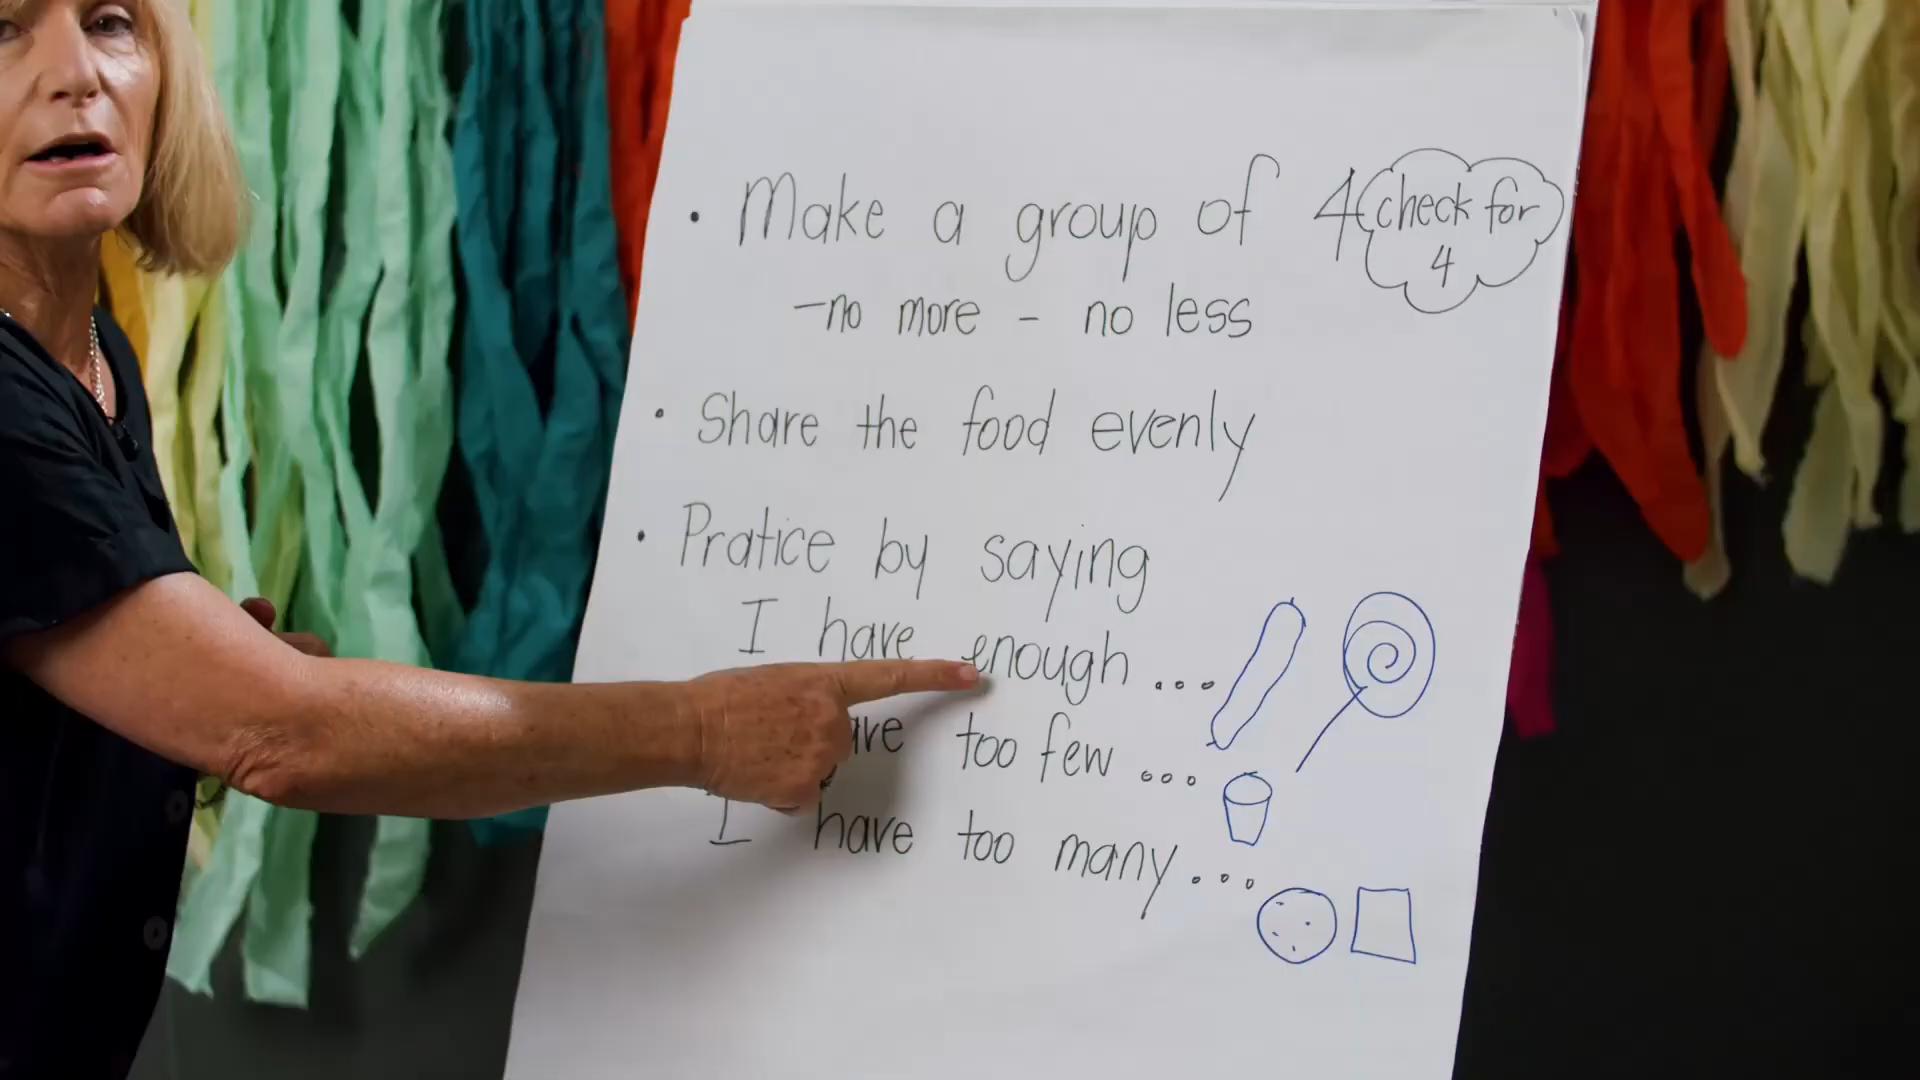 • Make a group of 4 check for
4
-no more - no less
• Share the food evenly
• Pratice by saying
I have enough ...
too few ...
I have too many ...